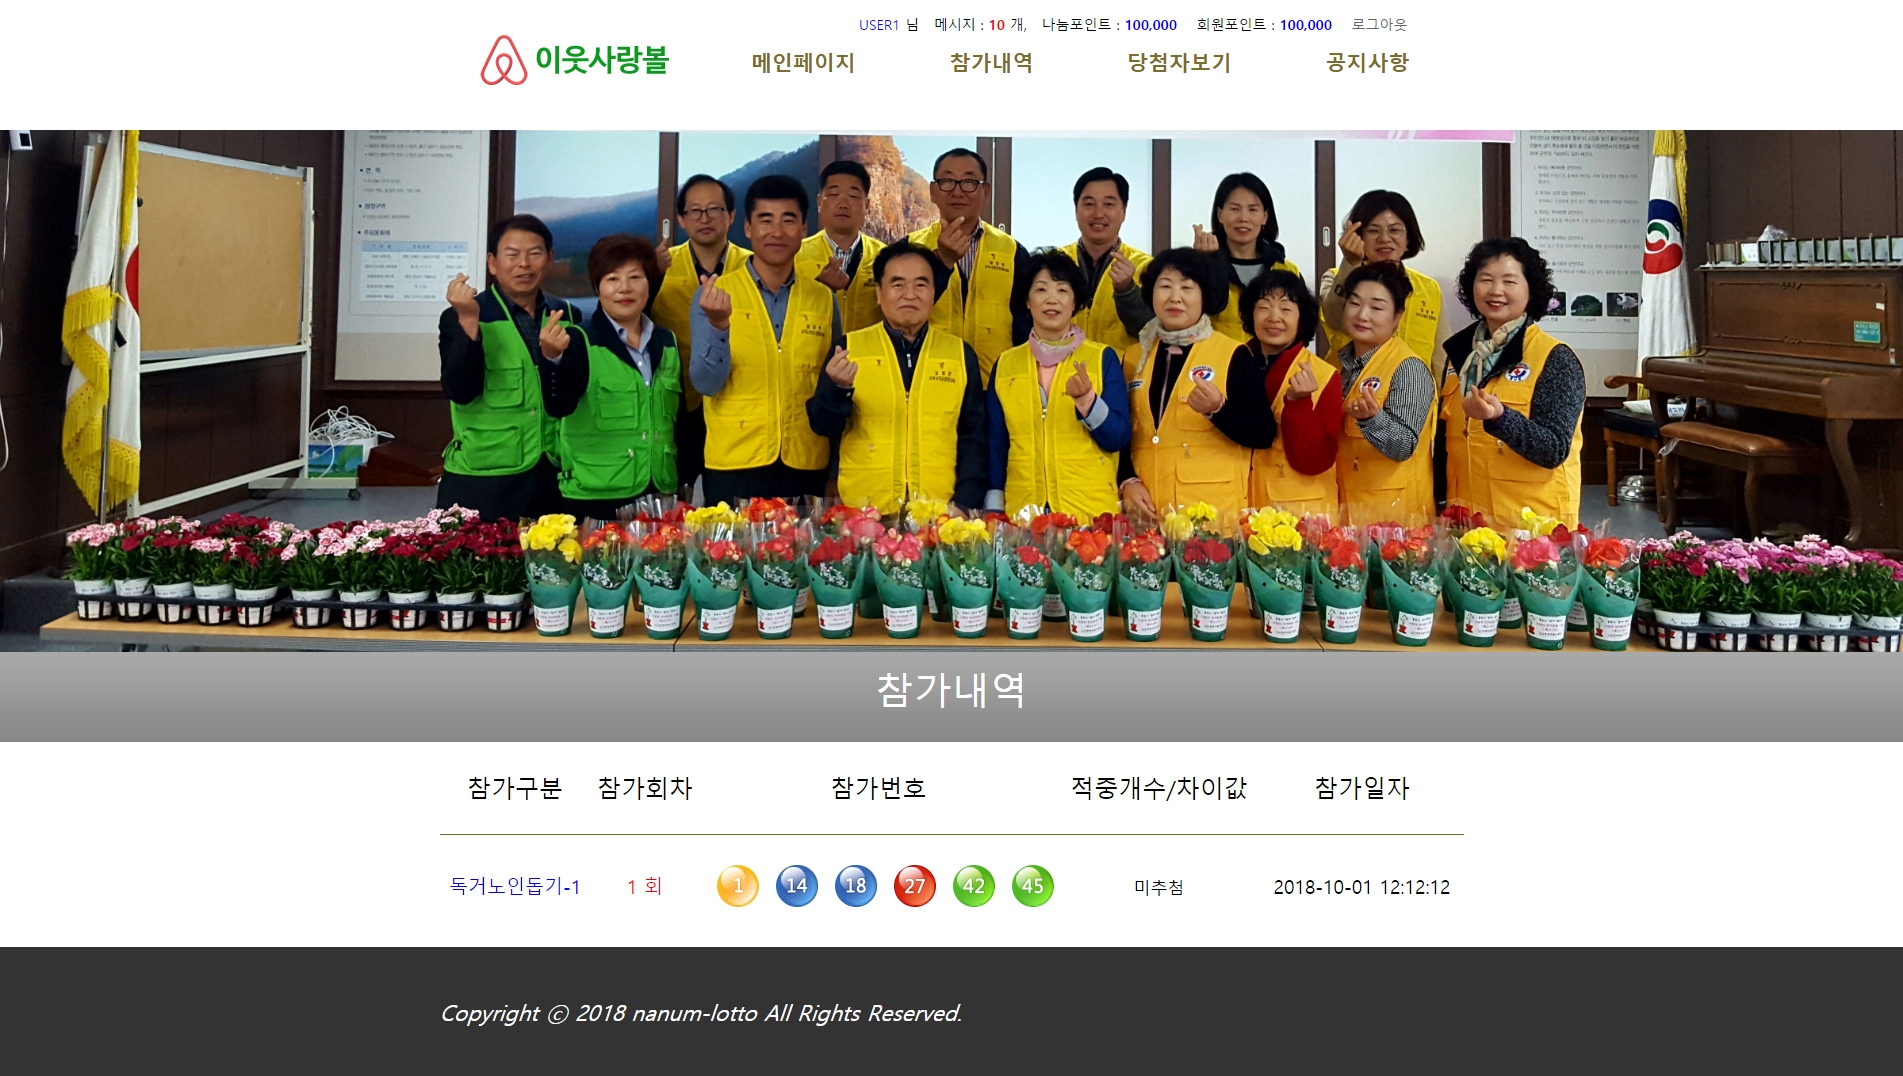 USER1 님 메시지 : 10 개, 나눔포인트 : 100,000 회원포인트 : 100,000 로그아웃
이웃사랑볼 메인페이지 참가내역 당첨자보기 공지사항
참가내역
참가구분 참가회차 참가번호 적중개수/차이값 참가일자
독거노인돕기-1 1 회 1 14 18 27 42 45 미추첨 2018-10-01 12:12:12
Copyright ⓒ 2018 nanum-lotto All Rights Reserved.